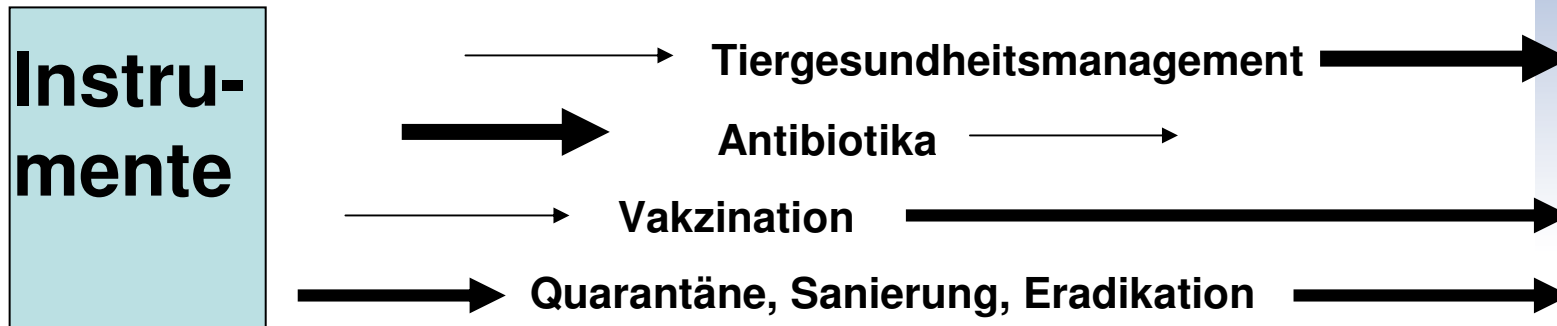 Instru-
mente
Tiergesundheitsmanagement
Antibiotika
Vakzination
Quarantäne, Sanierung, Eradikation